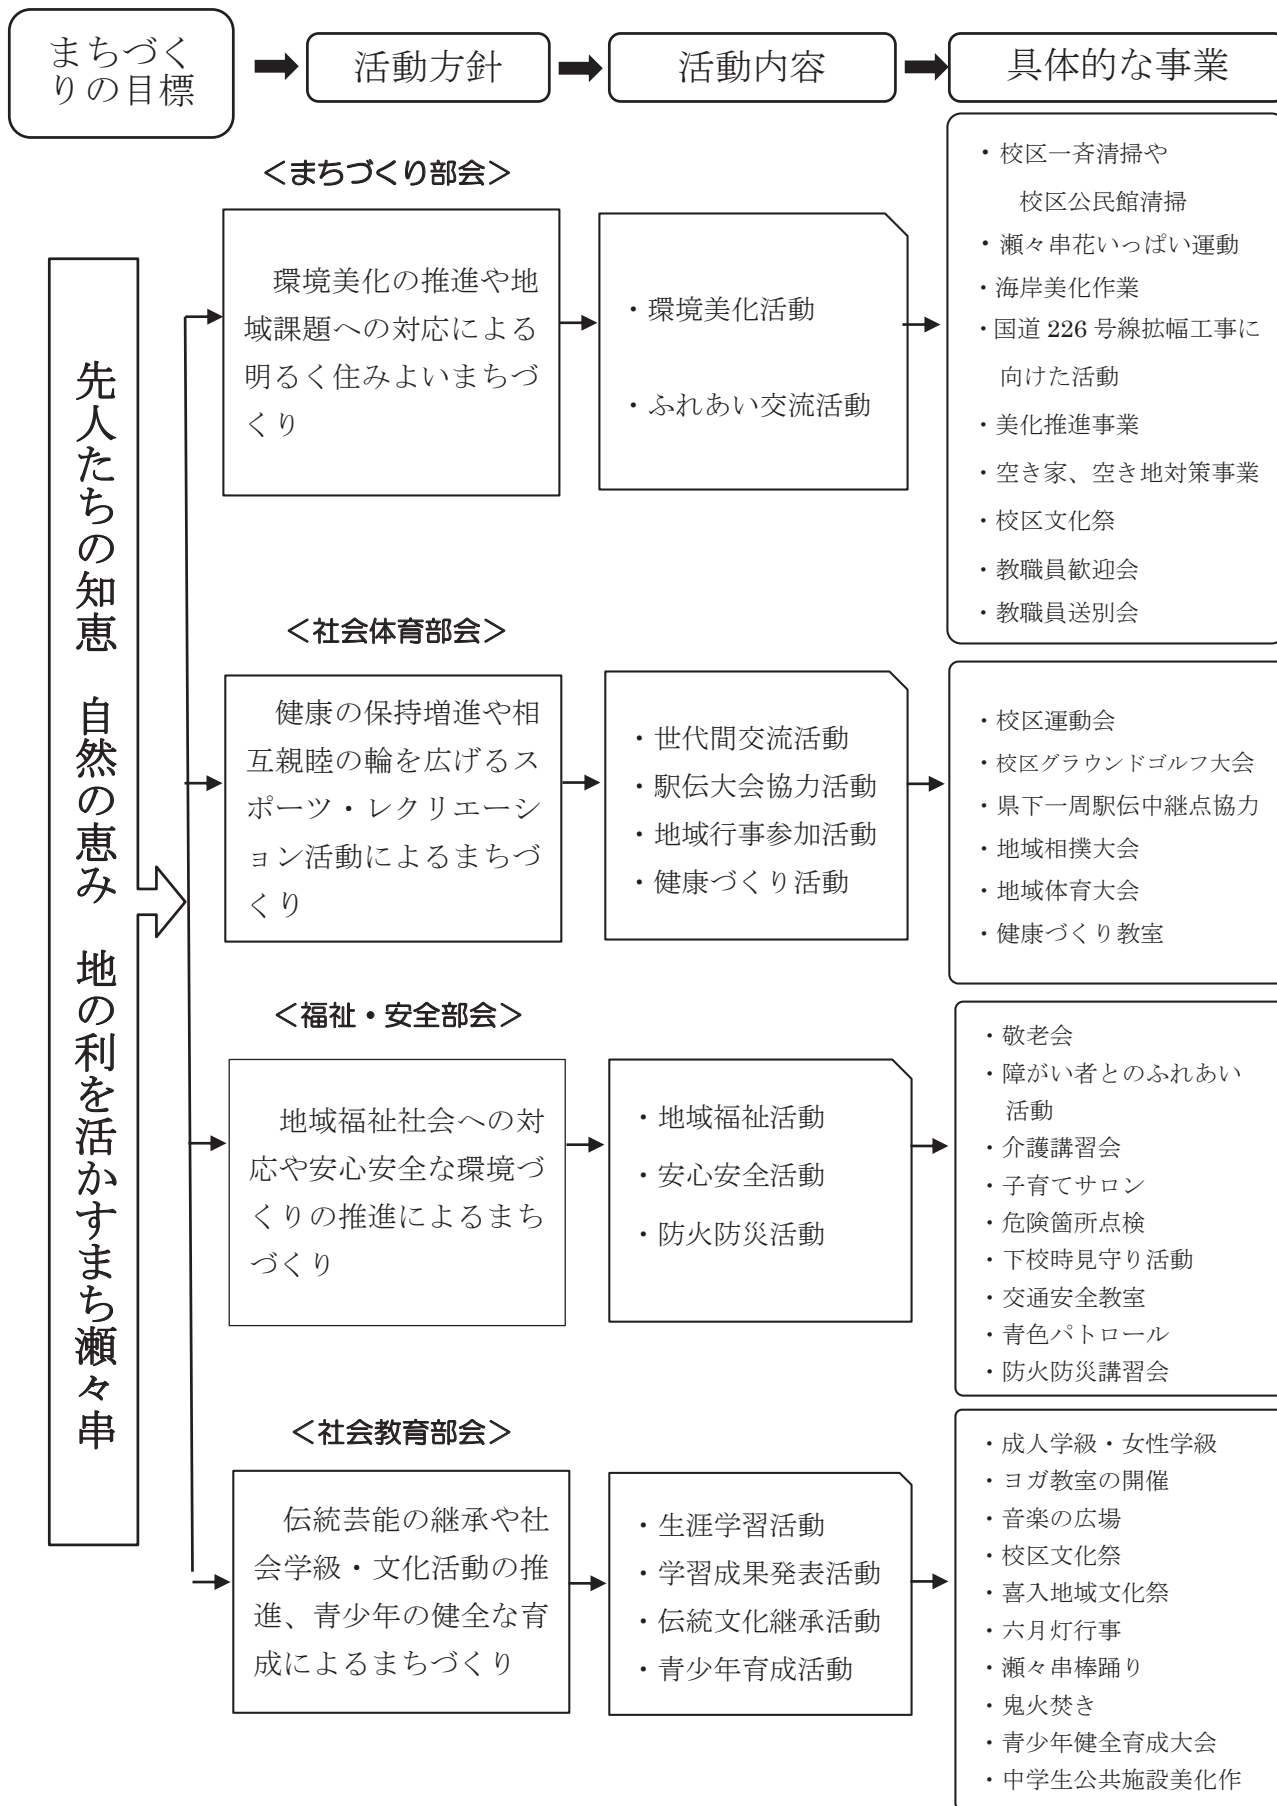 まちづく
りの目標
活動方針
活動内容
具体的な事業
先人たちの知恵　自然の恵み　地の利を活かすまち瀬々串
＜まちづくり部会＞
環境美化の推進や地
域課題への対応による
明るく住みよいまちづ
くり
・環境美化活動
・ふれあい交流活動
・校区一斉清掃や
校区公民館清掃
・瀬々串花いっぱい運動
・海岸美化作業
・国道 226 号線拡幅工事に
向けた活動
・美化推進事業
・空き家、空き地対策事業
・校区文化祭
・教職員歓迎会
・教職員送別会
＜社会体育部会＞
健康の保持増進や相
互親睦の輪を広げるス
ポーツ・レクリエーシ
ョン活動によるまちづ
くり
・世代間交流活動
・駅伝大会協力活動
・地域行事参加活動
・健康づくり活動
・校区運動会
・校区グラウンドゴルフ大会
・県下一周駅伝中継点協力
・地域相撲大会
・地域体育大会
・健康づくり教室
＜福祉・安全部会＞
地域福祉社会への対
応や安心安全な環境づ
くりの推進によるまち
づくり
・地域福祉活動
・安心安全活動
・防火防災活動
・敬老会
・障がい者とのふれあい
活動
・介護講習会
・子育てサロン
・危険箇所点検
・下校時見守り活動
・交通安全教室
・青色パトロール
・防火防災講習会
＜社会教育部会＞
伝統芸能の継承や社
会学級・文化活動の推
進、青少年の健全な育
成によるまちづくり
・生涯学習活動
・学習成果発表活動
・伝統文化継承活動
・青少年育成活動
・成人学級・女性学級
・ヨガ教室の開催
・音楽の広場
・校区文化祭
・喜入地域文化祭
・六月灯行事
・瀬々串棒踊り
・鬼火焚き
・青少年健全育成大会
・中学生公共施設美化作